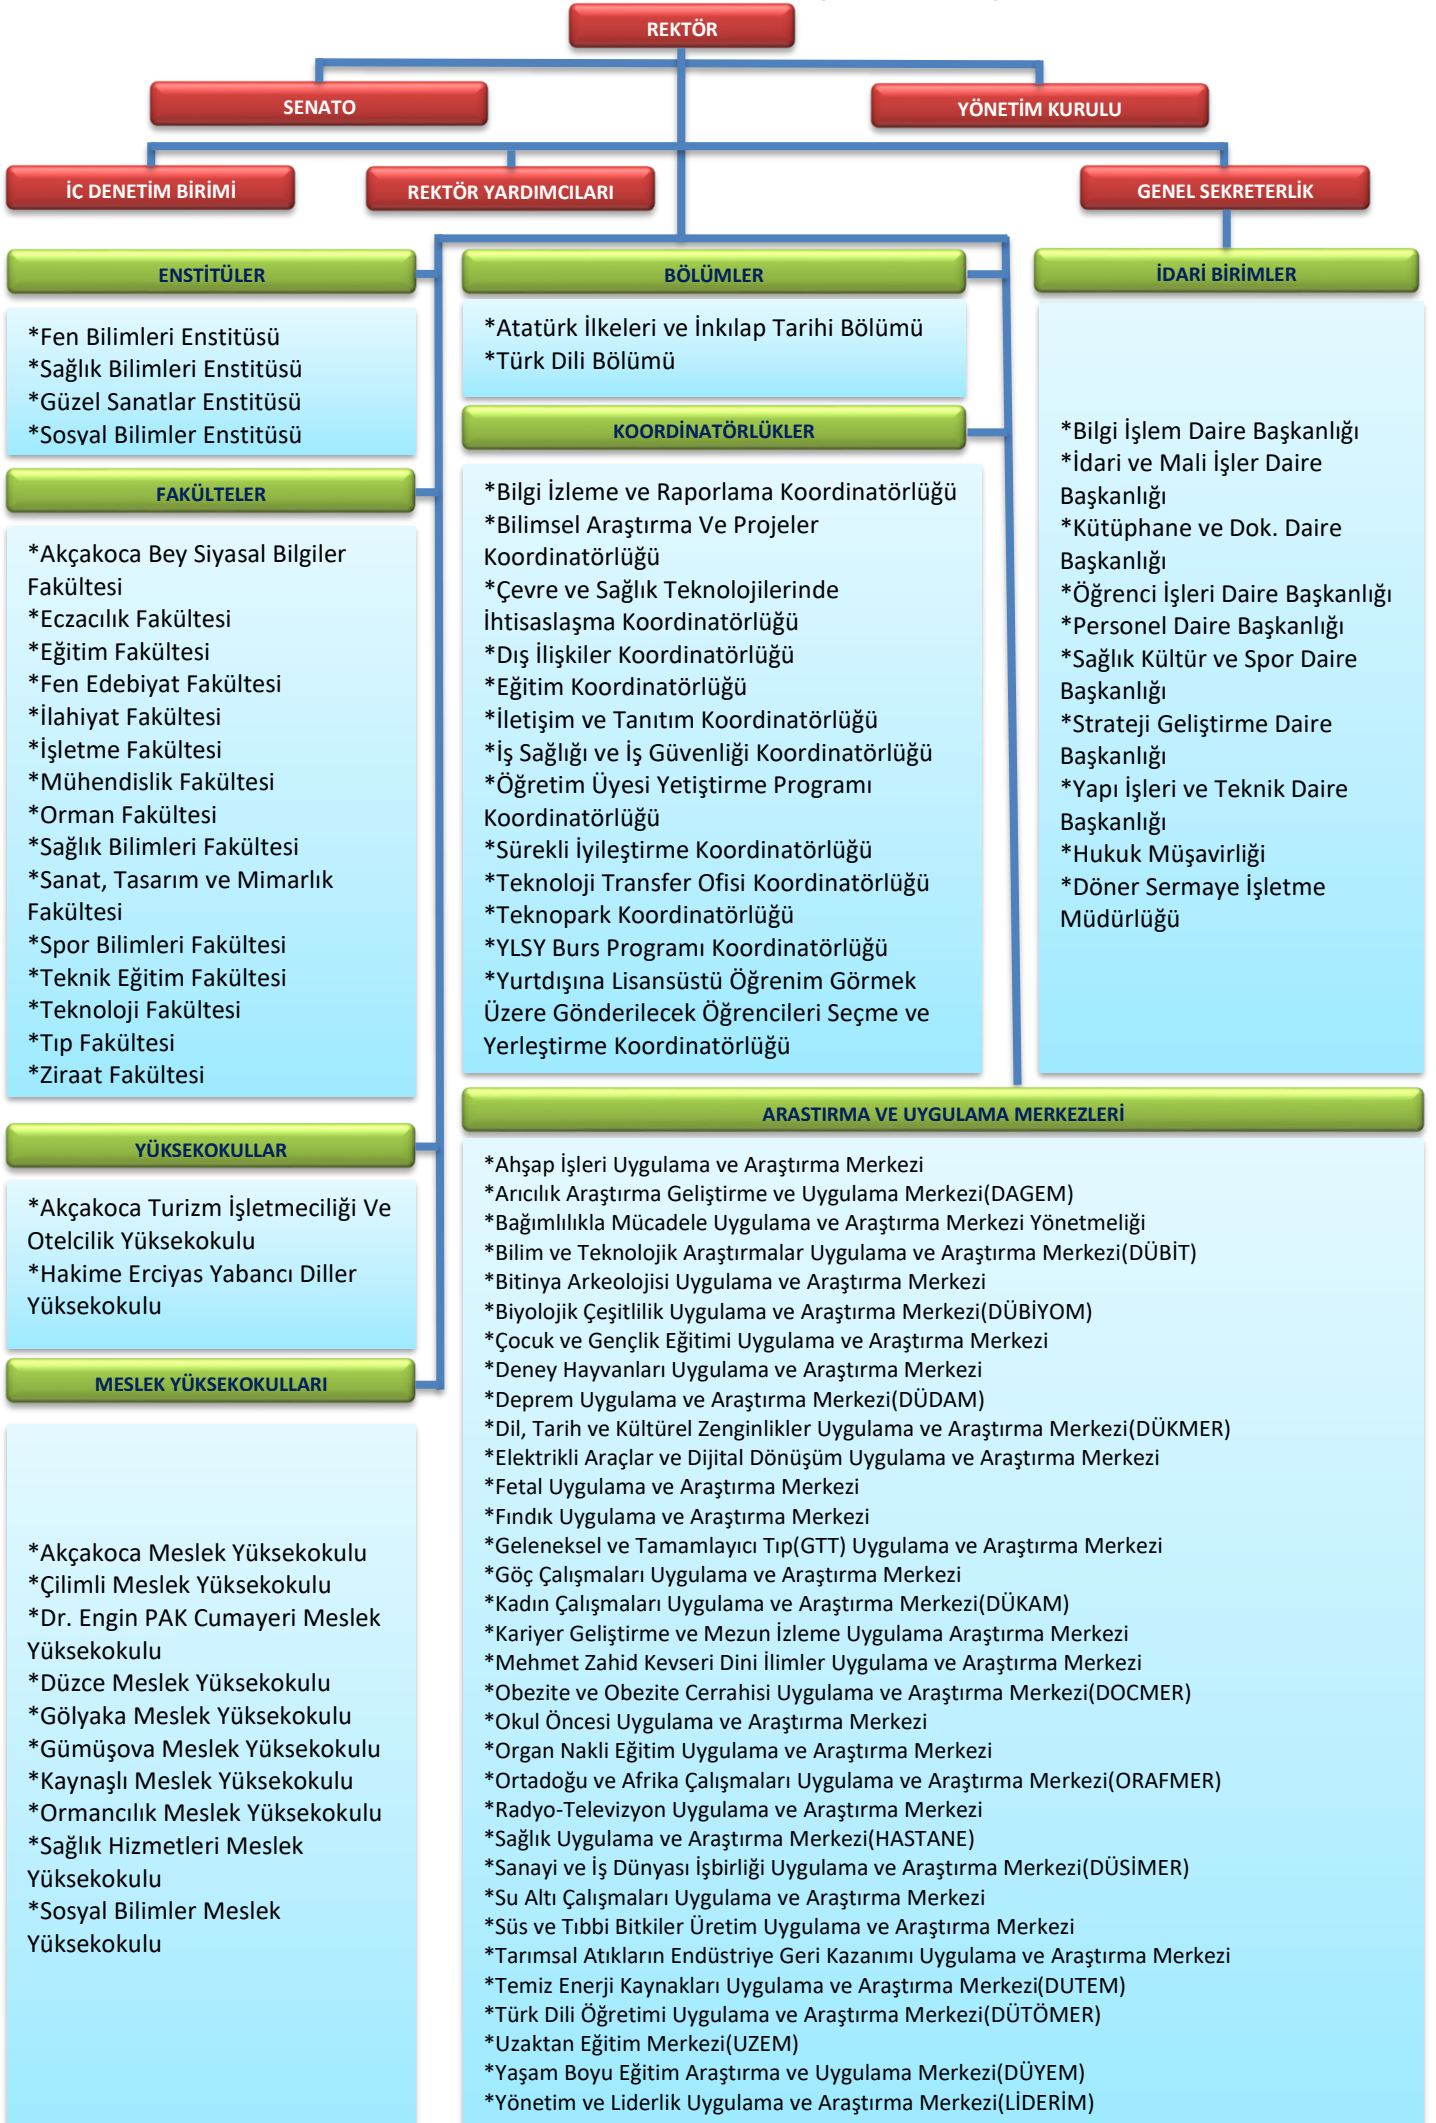 REKTÖR
SENATO
YÖNETİM KURULU
İÇ DENETİM BİRİMİ
REKTÖR YARDIMCILARI
GENEL SEKRETERLİK
ENSTİTÜLER
*Fen Bilimleri Enstitüsü
*Sağlık Bilimleri Enstitüsü
*Güzel Sanatlar Enstitüsü
*Sosyal Bilimler Enstitüsü
FAKÜLTELER
*Akçakoca Bey Siyasal Bilgiler
Fakültesi
*Eczacılık Fakültesi
*Eğitim Fakültesi
*Fen Edebiyat Fakültesi
*İlahiyat Fakültesi
*İşletme Fakültesi
*Mühendislik Fakültesi
*Orman Fakültesi
*Sağlık Bilimleri Fakültesi
*Sanat, Tasarım ve Mimarlık
Fakültesi
*Spor Bilimleri Fakültesi
*Teknik Eğitim Fakültesi
*Teknoloji Fakültesi
*Tıp Fakültesi
*Ziraat Fakültesi
YÜKSEKOKULLAR
*Akçakoca Turizm İşletmeciliği Ve
Otelcilik Yüksekokulu
*Hakime Erciyas Yabancı Diller
Yüksekokulu
MESLEK YÜKSEKOKULLARI
*Akçakoca Meslek Yüksekokulu
*Çilimli Meslek Yüksekokulu
*Dr. Engin PAK Cumayeri Meslek
Yüksekokulu
*Düzce Meslek Yüksekokulu
*Gölyaka Meslek Yüksekokulu
*Gümüşova Meslek Yüksekokulu
*Kaynaşlı Meslek Yüksekokulu
*Ormancılık Meslek Yüksekokulu
*Sağlık Hizmetleri Meslek
Yüksekokulu
*Sosyal Bilimler Meslek
Yüksekokulu
BÖLÜMLER
*Atatürk İlkeleri ve İnkılap Tarihi Bölümü
*Türk Dili Bölümü
KOORDİNATÖRLÜKLER
*Bilgi İzleme ve Raporlama Koordinatörlüğü
*Bilimsel Araştırma Ve Projeler
Koordinatörlüğü
*Çevre ve Sağlık Teknolojilerinde
İhtisaslaşma Koordinatörlüğü
*Dış İlişkiler Koordinatörlüğü
*Eğitim Koordinatörlüğü
*İletişim ve Tanıtım Koordinatörlüğü
*İş Sağlığı ve İş Güvenliği Koordinatörlüğü
*Öğretim Üyesi Yetiştirme Programı
Koordinatörlüğü
*Sürekli İyileştirme Koordinatörlüğü
*Teknoloji Transfer Ofisi Koordinatörlüğü
*Teknopark Koordinatörlüğü
*YLSY Burs Programı Koordinatörlüğü
*Yurtdışına Lisansüstü Öğrenim Görmek
Üzere Gönderilecek Öğrencileri Seçme ve
Yerleştirme Koordinatörlüğü
İDARİ BİRİMLER
*Bilgi İşlem Daire Başkanlığı
*İdari ve Mali İşler Daire
Başkanlığı
*Kütüphane ve Dok. Daire
Başkanlığı
*Öğrenci İşleri Daire Başkanlığı
*Personel Daire Başkanlığı
*Sağlık Kültür ve Spor Daire
Başkanlığı
*Strateji Geliştirme Daire
Başkanlığı
*Yapı İşleri ve Teknik Daire
Başkanlığı
*Hukuk Müşavirliği
*Döner Sermaye İşletme
Müdürlüğü
ARASTIRMA VE UYGULAMA MERKEZLERİ
*Ahşap İşleri Uygulama ve Araştırma Merkezi
*Arıcılık Araştırma Geliştirme ve Uygulama Merkezi(DAGEM)
*Bağımlılıkla Mücadele Uygulama ve Araştırma Merkezi Yönetmeliği
*Bilim ve Teknolojik Araştırmalar Uygulama ve Araştırma Merkezi(DÜBİT)
*Bitinya Arkeolojisi Uygulama ve Araştırma Merkezi
*Biyolojik Çeşitlilik Uygulama ve Araştırma Merkezi(DÜBİYOM)
*Çocuk ve Gençlik Eğitimi Uygulama ve Araştırma Merkezi
*Deney Hayvanları Uygulama ve Araştırma Merkezi
*Deprem Uygulama ve Araştırma Merkezi(DÜDAM)
*Dil, Tarih ve Kültürel Zenginlikler Uygulama ve Araştırma Merkezi(DÜKMER)
*Elektrikli Araçlar ve Dijital Dönüşüm Uygulama ve Araştırma Merkezi
*Fetal Uygulama ve Araştırma Merkezi
*Fındık Uygulama ve Araştırma Merkezi
*Geleneksel ve Tamamlayıcı Tıp(GTT) Uygulama ve Araştırma Merkezi
*Göç Çalışmaları Uygulama ve Araştırma Merkezi
*Kadın Çalışmaları Uygulama ve Araştırma Merkezi(DÜKAM)
*Kariyer Geliştirme ve Mezun İzleme Uygulama Araştırma Merkezi
*Mehmet Zahid Kevseri Dini İlimler Uygulama ve Araştırma Merkezi
*Obezite ve Obezite Cerrahisi Uygulama ve Araştırma Merkezi(DOCMER)
*Okul Öncesi Uygulama ve Araştırma Merkezi
*Organ Nakli Eğitim Uygulama ve Araştırma Merkezi
*Ortadoğu ve Afrika Çalışmaları Uygulama ve Araştırma Merkezi(ORAFMER)
*Radyo-Televizyon Uygulama ve Araştırma Merkezi
*Sağlık Uygulama ve Araştırma Merkezi(HASTANE)
*Sanayi ve İş Dünyası İşbirliği Uygulama ve Araştırma Merkezi(DÜSİMER)
*Su Altı Çalışmaları Uygulama ve Araştırma Merkezi
*Süs ve Tıbbi Bitkiler Üretim Uygulama ve Araştırma Merkezi
*Tarımsal Atıkların Endüstriye Geri Kazanımı Uygulama ve Araştırma Merkezi
*Temiz Enerji Kaynakları Uygulama ve Araştırma Merkezi(DUTEM)
*Türk Dili Öğretimi Uygulama ve Araştırma Merkezi(DÜTÖMER)
*Uzaktan Eğitim Merkezi(UZEM)
*Yaşam Boyu Eğitim Araştırma ve Uygulama Merkezi(DÜYEM)
*Yönetim ve Liderlik Uygulama ve Araştırma Merkezi(LİDERİM)